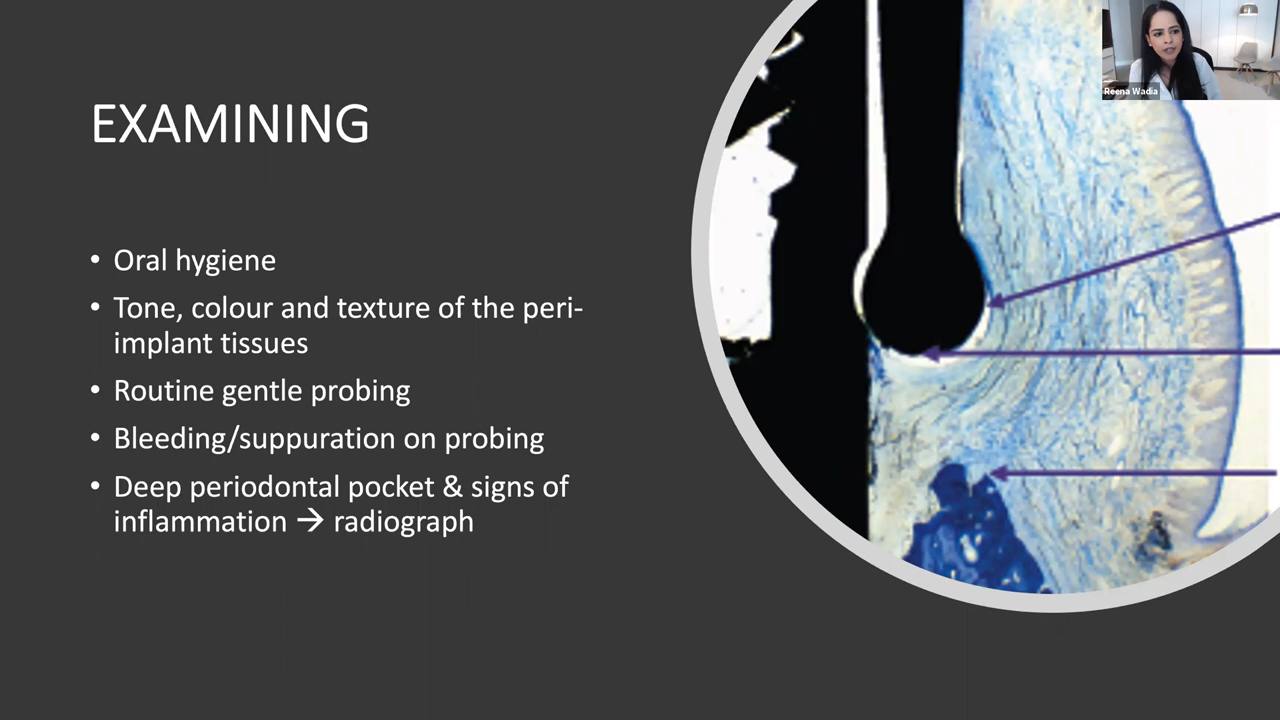 Reena Wadia
EXAMINING
• Oral hygiene
• Tone, colour and texture of the peri-
implant tissues
• Routine gentle probing
• Bleeding/suppuration on probing
• Deep periodontal pocket & signs of
inflammation → radiograph